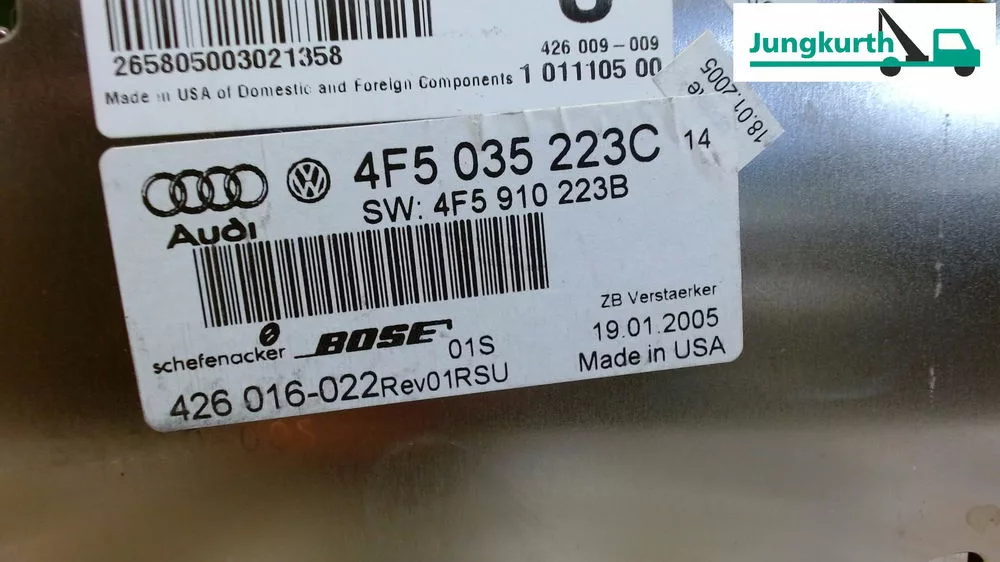 Jungkurth
265805003021358
426 009-009
Made in USA of Domestic and Foreign Components
1 0111105 00
18.01.2005
4F5 035 223C 14
SW: 4F5 910 223B
Audi
ZB Verstaerker
schefenacker BOSE 01S
19.01.2005
426 016-022Rev01RSU
Made in USA